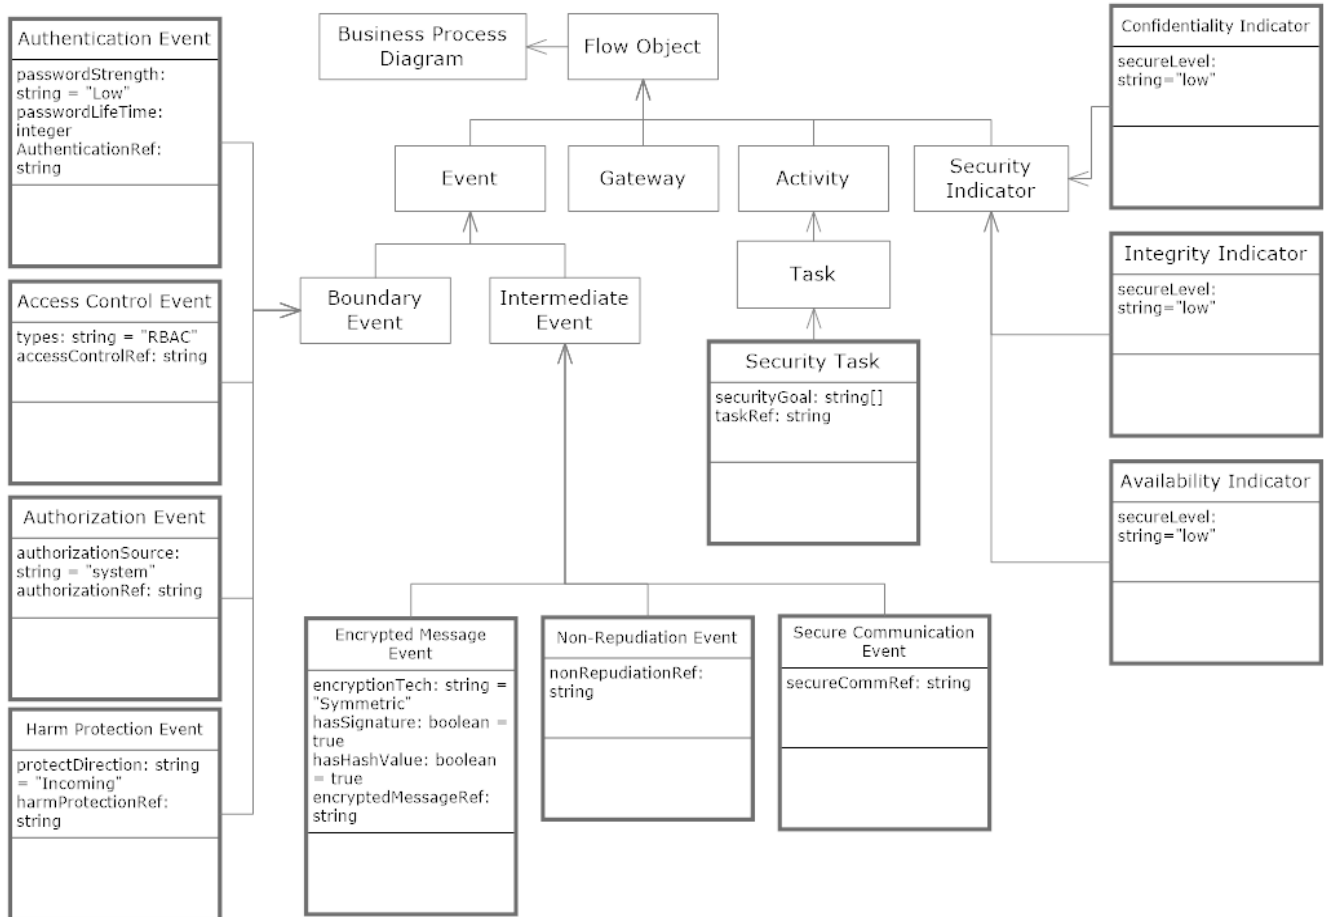 Authentication Event
passwordStrength:
string = "Low"
passwordLifeTime:
integer
AuthenticationRef:
string
Access Control Event
types: string = "RBAC"
accessControlRef: string
Authorization Event
authorizationSource:
string = "system"
authorizationRef: string
Harm Protection Event
protectDirection: string
= "Incoming"
harmProtectionRef:
string
Business Process
Diagram
Flow Object
Event
Gateway
Activity
Security
Indicator
Boundary
Event
Intermediate
Event
Task
Security Task
securityGoal: string[]
taskRef: string
Encrypted Message
Event
encryptionTech: string =
"Symmetric"
hasSignature: boolean =
true
hasHashValue: boolean
= true
encryptedMessageRef:
string
Non-Repudiation Event
nonRepudiationRef:
string
Secure Communication
Event
secureCommRef: string
Confidentiality Indicator
secureLevel:
string="low"
Integrity Indicator
secureLevel:
string="low"
Availability Indicator
secureLevel:
string="low"